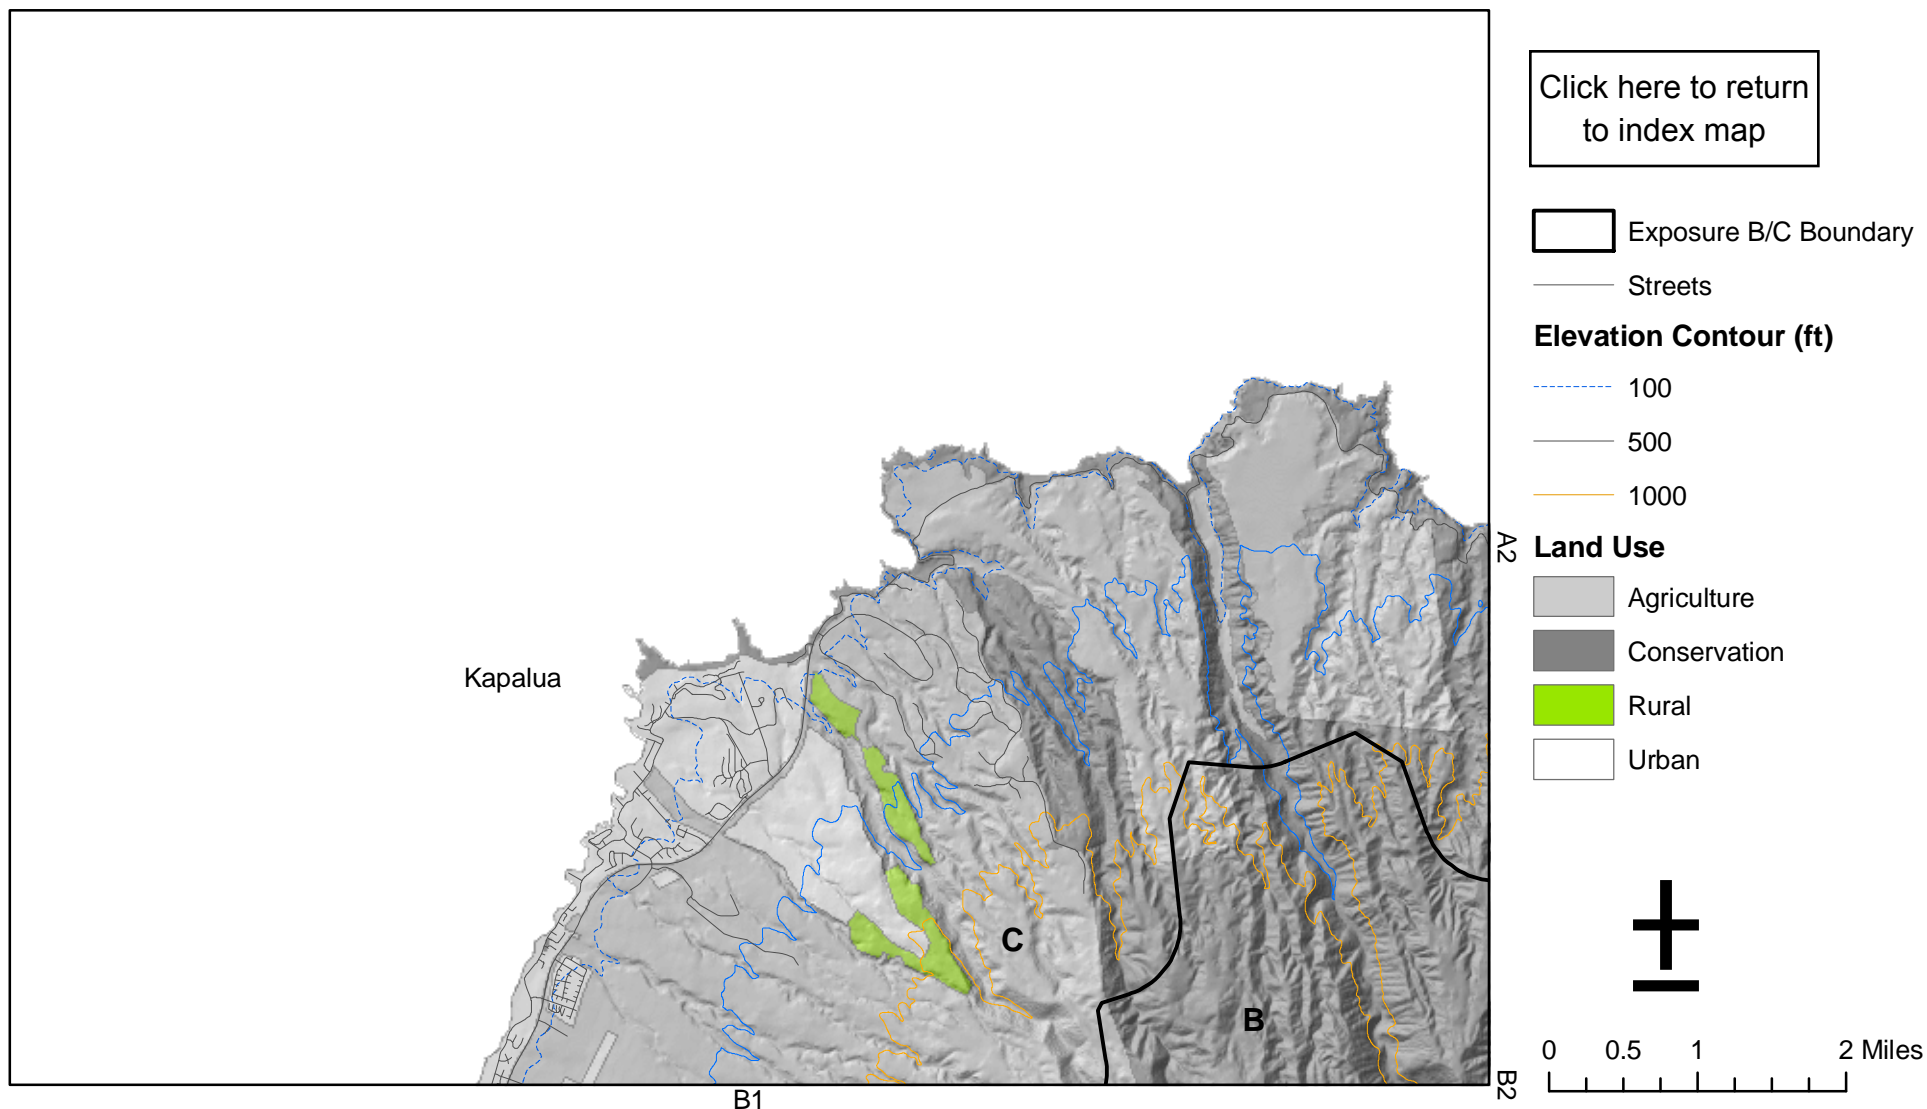 Click here to return
to index map
Exposure B/C Boundary
Streets
Elevation Contour (ft)
100
500
1000
Land Use
Agriculture
Conservation
Rural
Urban
Kapalua
C
B
A2
B2
B1
0 0.5 1 2 Miles